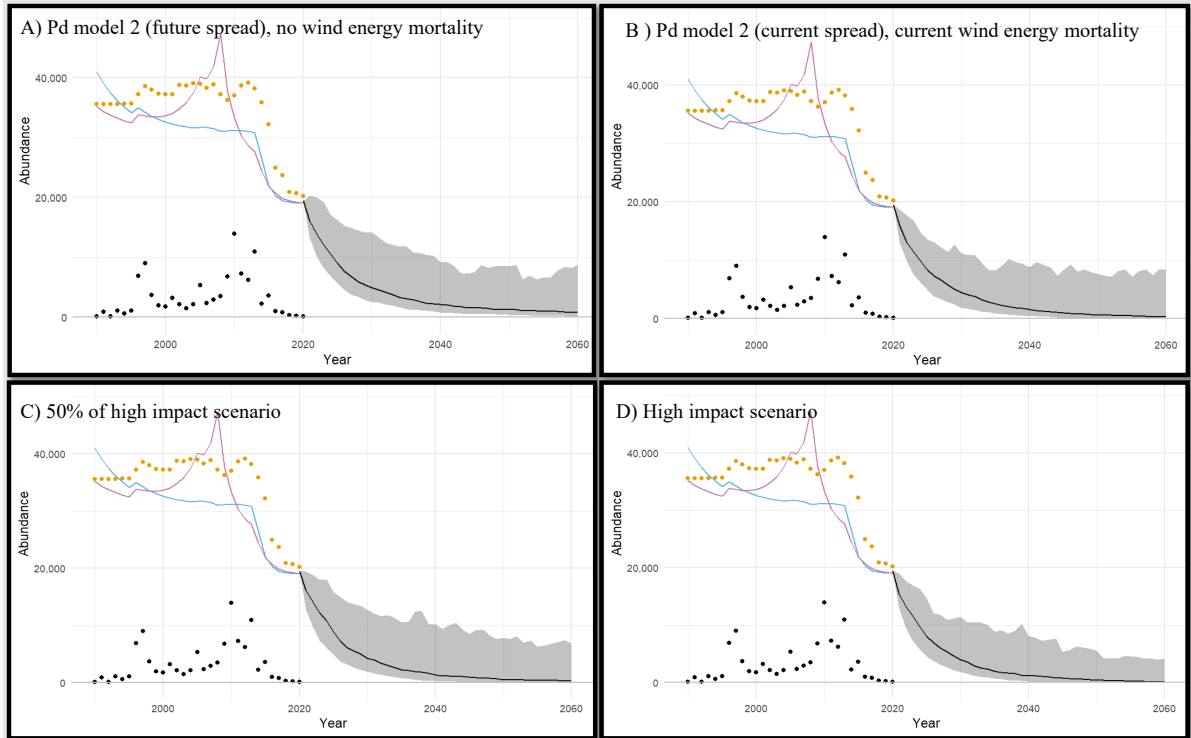 A) Pd model 2 (future spread), no wind energy mortality
40,000
20,000
0
Abundance
2000
2020
2040
2060
Year
B ) Pd model 2 (current spread), current wind energy mortality
40,000
20,000
0
Abundance
2000
2020
2040
2060
Year
C) 50% of high impact scenario
40,000
20,000
0
Abundance
2000
2020
2040
2060
Year
D) High impact scenario
40,000
20,000
0
Abundance
2000
2020
2040
2060
Year